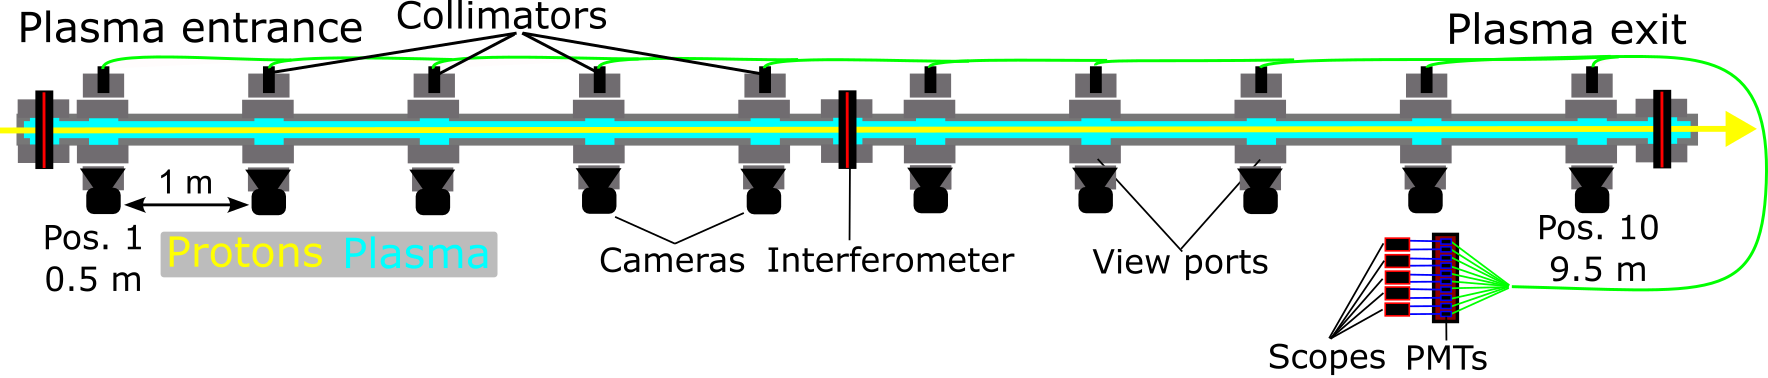 Plasma entrance
Collimators
Plasma exit
1 m
Pos. 1
0.5 m
Protons Plasma
Cameras
Interferometer
View ports
Pos. 10
9.5 m
Scopes
PMTs